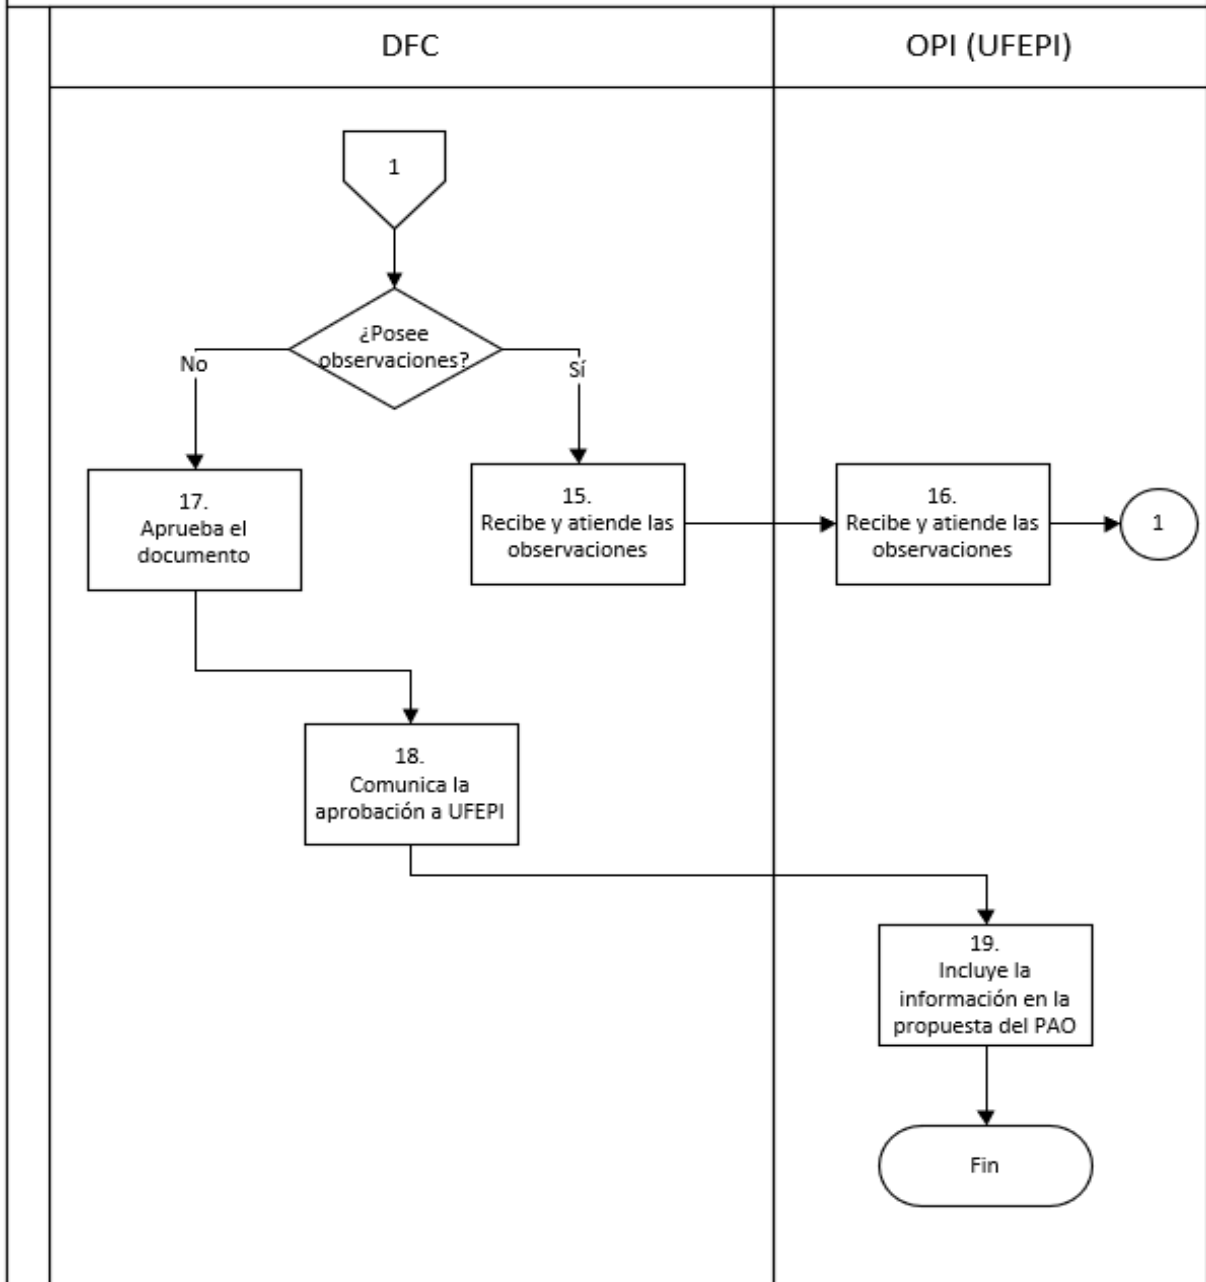 DFC
OPI (UFEPI)
1
¿Posee
observaciones?
No
Sí
17.
Aprueba el
documento
15.
Recibe y atiende las
observaciones
16.
Recibe y atiende las
observaciones
1
18.
Comunica la
aprobación a UFEPI
19.
Incluye la
información en la
propuesta del PAO
Fin